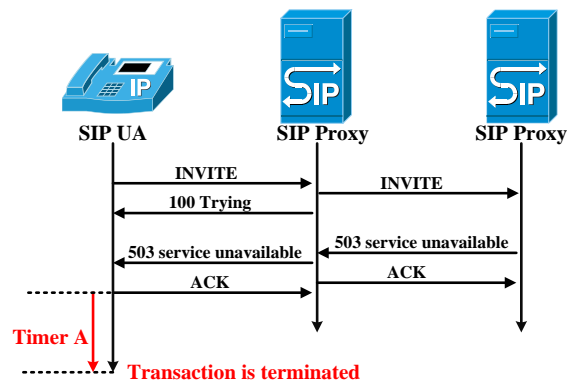 IP
SIP
SIP
SIP UA
SIP Proxy
SIP Proxy
INVITE
INVITE
100 Trying
503 service unavailable
503 service unavailable
ACK
ACK
Timer A
Transaction is terminated